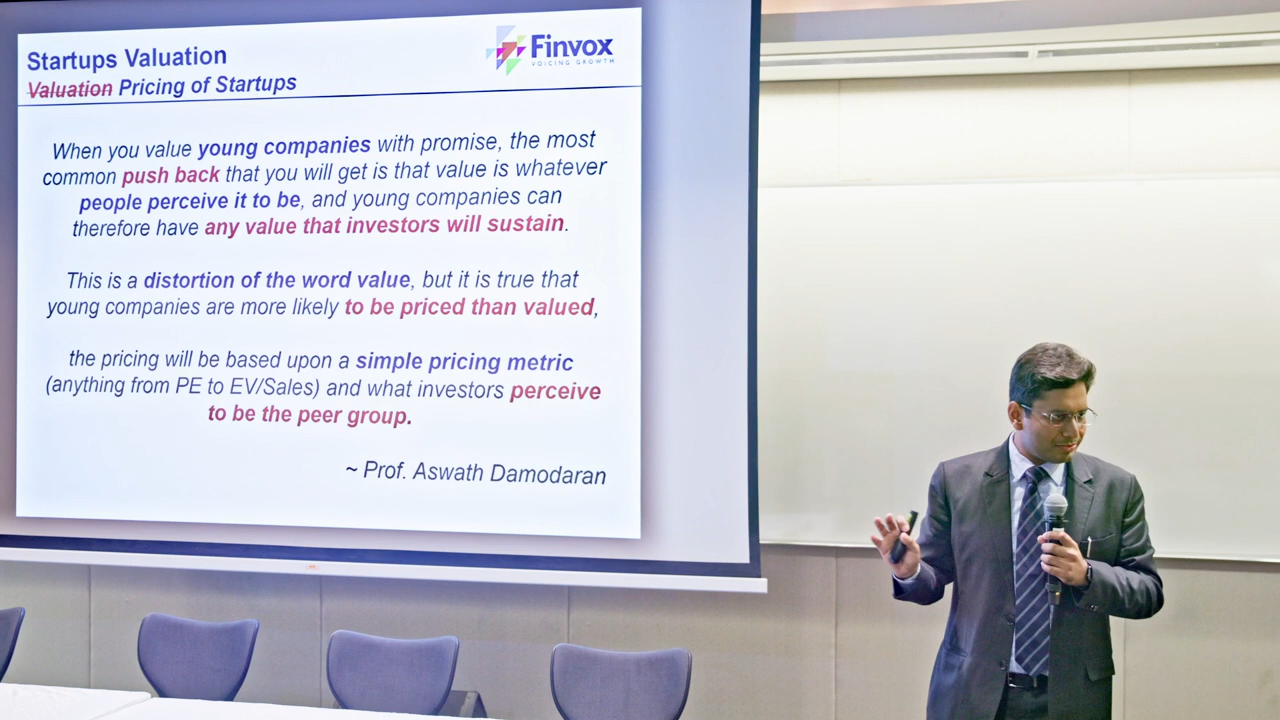 Startups Valuation
Finvox
VOICING GROWTH
Valuation Pricing of Startups
When you value young companies with promise, the most
common push back that you will get is that value is whatever
people perceive it to be, and young companies can
therefore have any value that investors will sustain.
This is a distortion of the word value, but it is true that
young companies are more likely to be priced than valued,
the pricing will be based upon a simple pricing metric
(anything from PE to EV/Sales) and what investors perceive
to be the peer group.
~ Prof. Aswath Damodaran